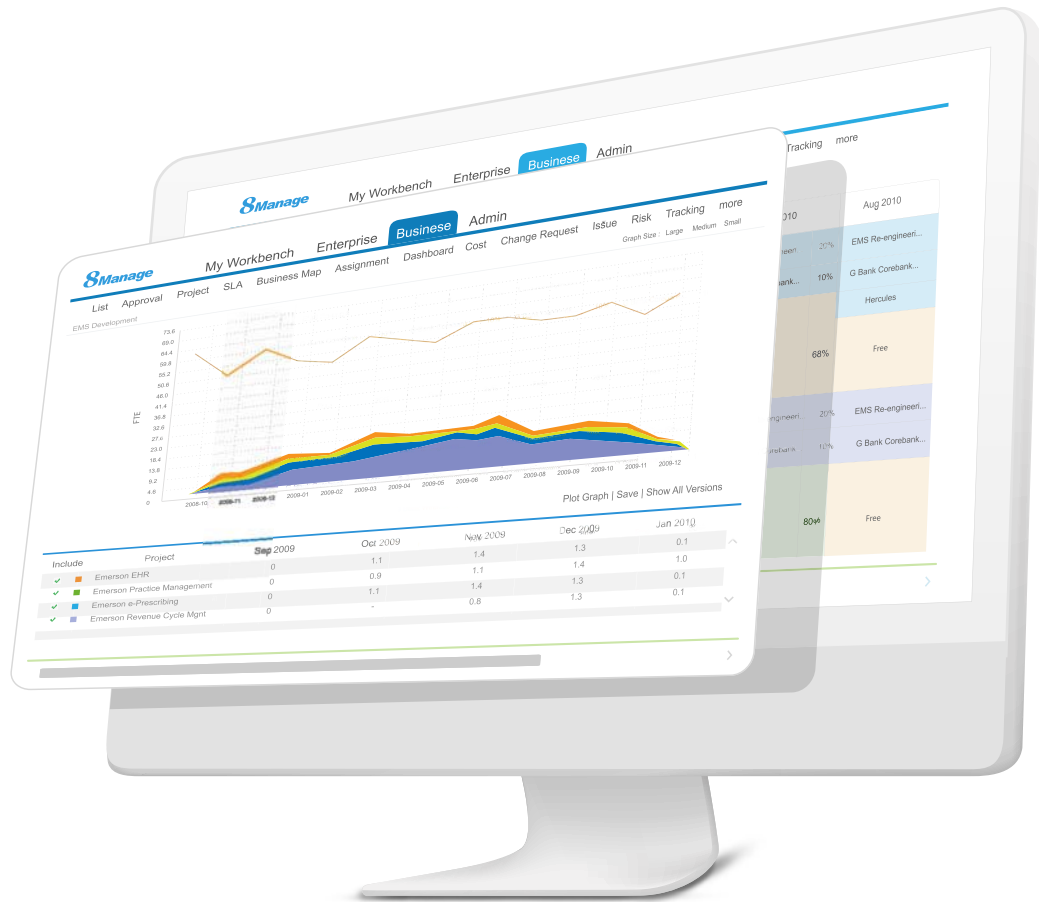 8Manage
My Workbench
Enterprise
Businese
Admin
Tracking
more
8Manage
My Workbench
Enterprise
Businese
Admin
List
Approval
Project
SLA
Business Map
Assignment
Dashboard
Cost
Change Request
Issue
Risk
Tracking
more
EMS Development
Graph Size : Large Medium Small
73.6
69.0
64.4
59.8
55.2
50.6
46.0
41.4
36.8
32.6
27.6
23.0
18.4
13.8
9.2
4.6
0
FTE
2008-10 2008-11 2008-12 2009-01 2009-02 2009-03 2009-04 2009-05 2009-06 2009-07 2009-08 2009-09 2009-10 2009-11 2009-12
Plot Graph | Save | Show All Versions
Include Project Sep 2009 Oct 2009 Nov 2009 Dec 2009 Jan 2010
Emerson EHR 0 1.1 1.4 1.3 0.1
Emerson Practice Management 0 0.9 1.1 1.4 1.0
Emerson e-Prescribing 0 1.1 1.4 1.3 0.1
Emerson Revenue Cycle Mgnt 0 - 0.8 1.3 0.1
010 Aug 2010
20% EMS Re-engineeri...
ank... 10% G Bank Corebank...
Hercules
68% Free
20% EMS Re-engineeri...
10% G Bank Corebank...
Free